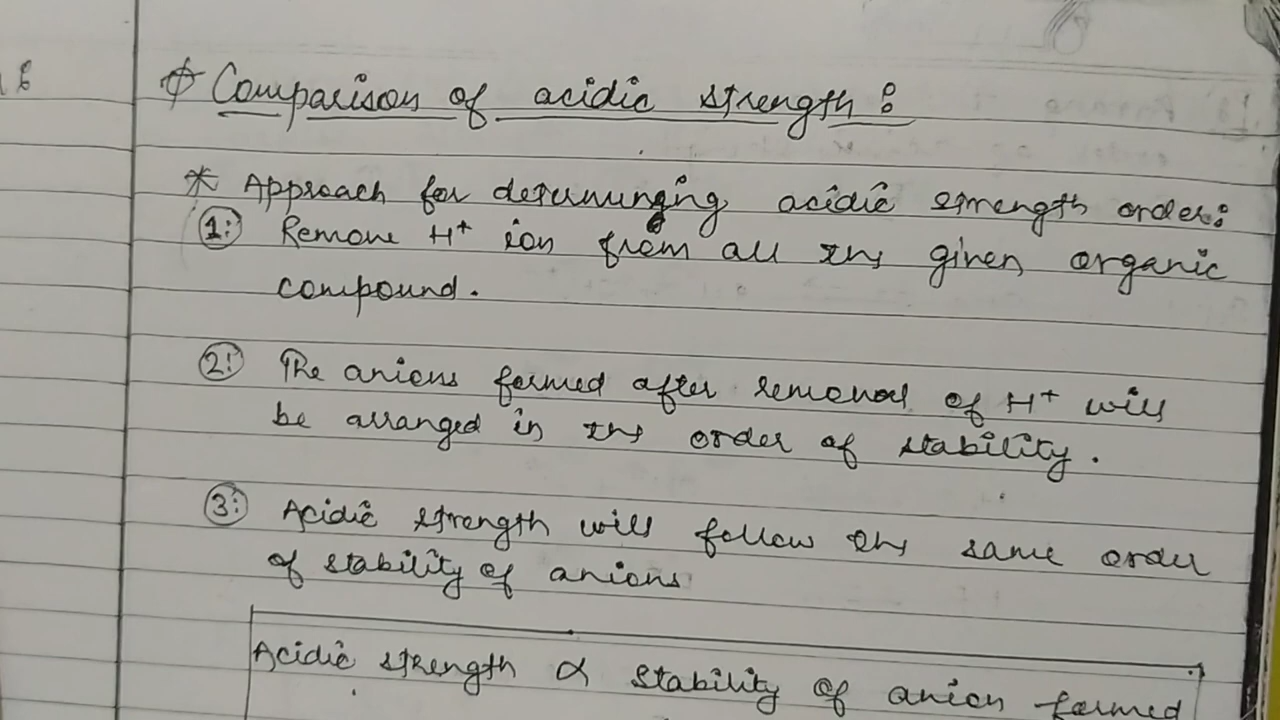 Comparison of acidic strength :
* Approach for determinging acidic strength order:
1: Remove H⁺ ion from all the given organic
compound.
2: The anions formed after removal of H⁺ will
be arranged in the order of stability.
3: Acidic strength will follow the same order
of stability of anions
Acidic strength ∝ Stability of anion formed